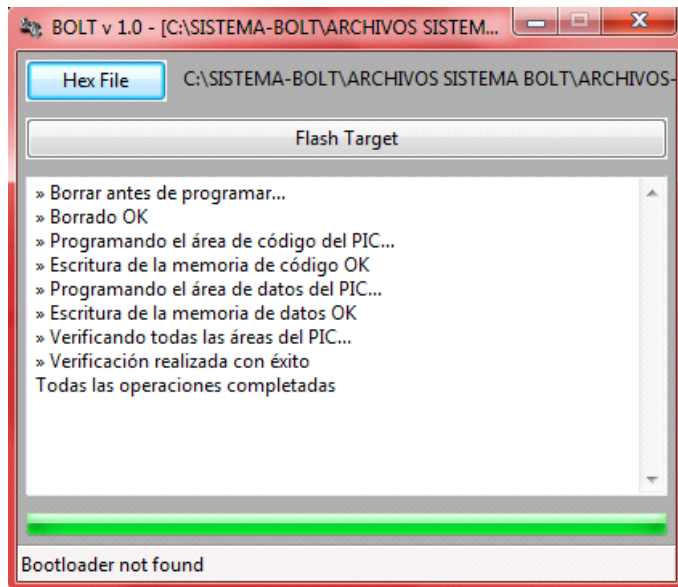 BOLT v 1.0 - [C:\SISTEMA-BOLT\ARCHIVOS SISTEM...
Hex File C:\SISTEMA-BOLT\ARCHIVOS SISTEMA BOLT\ARCHIVOS-
Flash Target
» Borrar antes de programar...
» Borrado OK
» Programando el área de código del PIC...
» Escritura de la memoria de código OK
» Programando el área de datos del PIC...
» Escritura de la memoria de datos OK
» Verificando todas las áreas del PIC...
» Verificación realizada con éxito
Todas las operaciones completadas
Bootloader not found